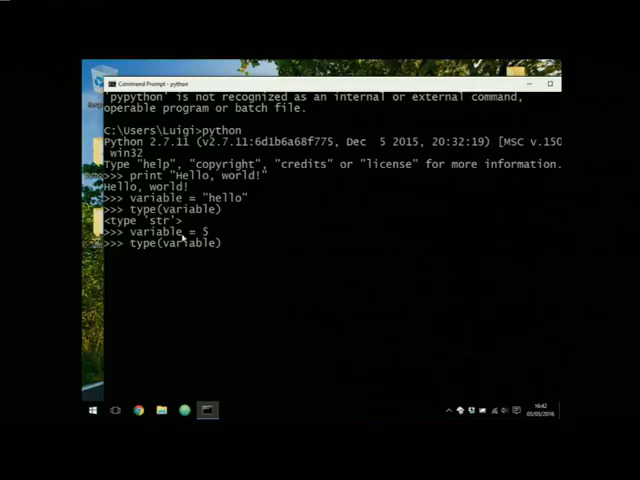 Command Prompt - python
'pypython' is not recognized as an internal or external command,
operable program or batch file.
C:\Users\Luigi>python
Python 2.7.11 (v2.7.11:6d1b6a68f775, Dec  5 2015, 20:32:19) [MSC v.150
win32
Type "help", "copyright", "credits" or "license" for more information.
>>> print "Hello, world!"
Hello, world!
>>> variable = "hello"
>>> type(variable)
<type 'str'>
>>> variable = 5
>>> type(variable)
16:42
03/03/2016